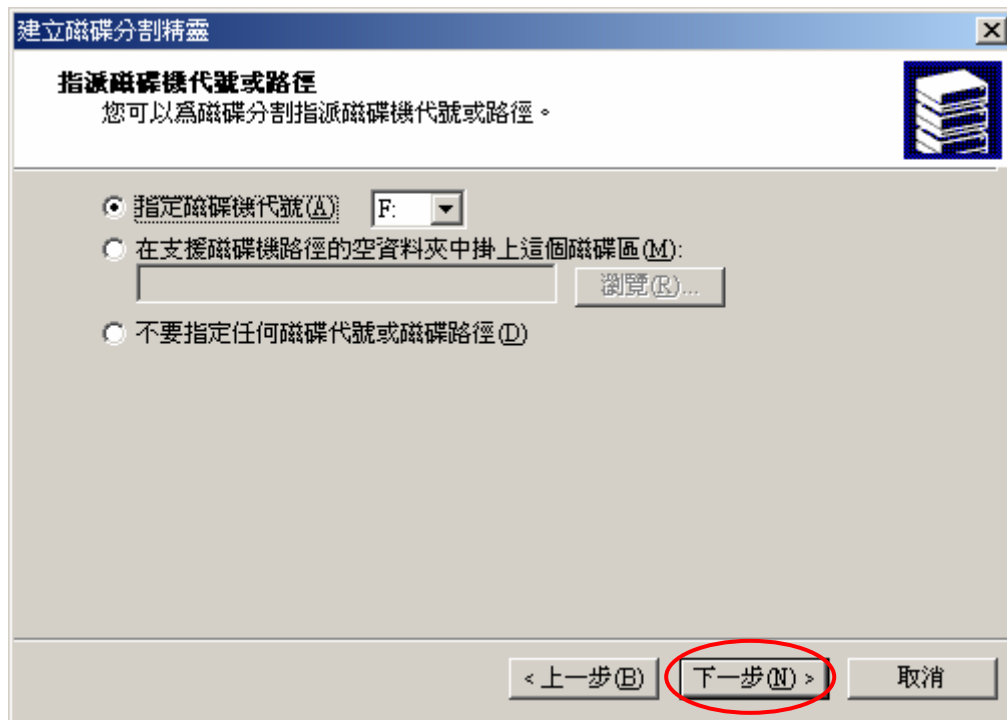 建立磁碟分割精靈
指派磁碟機代號或路徑
您可以為磁碟分割指派磁碟機代號或路徑。
指定磁碟機代號(A) F:
在支援磁碟機路徑的空資料夾中掛上這個磁碟區(M):
瀏覽(R)...
不要指定任何磁碟代號或磁碟路徑(D)
<上一步(B) 下一步(N) > 取消